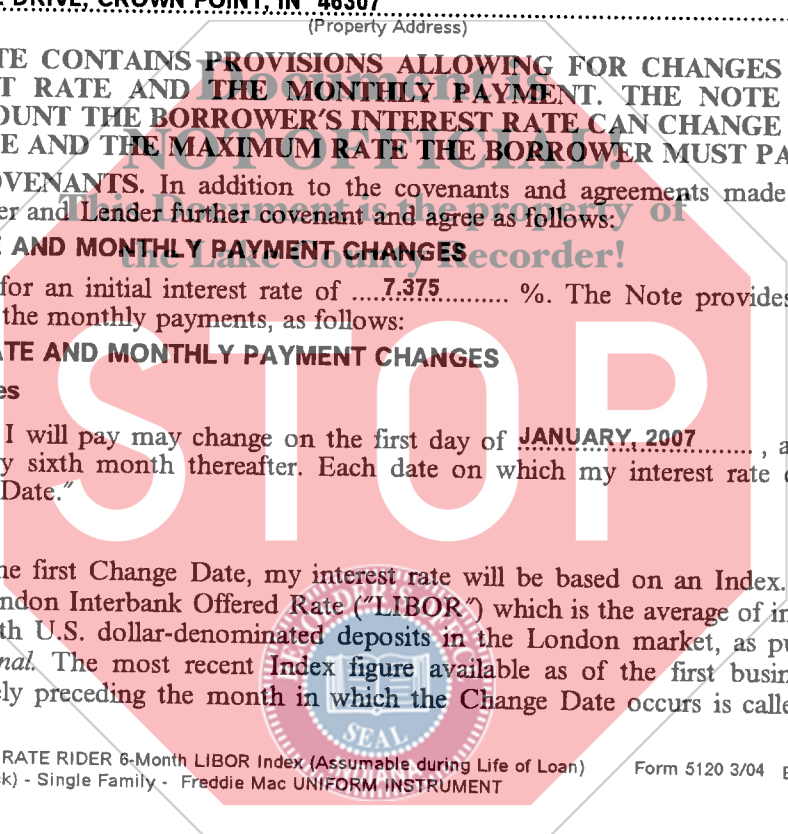 DRIVE, CROWN POINT, IN 46307
(Property Address)
TE CONTAINS PROVISIONS ALLOWING FOR CHANGES
T RATE AND THE MONTHLY PAYMENT. THE NOTE
OUNT THE BORROWER'S INTEREST RATE CAN CHANGE
E AND THE MAXIMUM RATE THE BORROWER MUST PA
Document is
NOT OFFICIAL!
This Document is the property of
the Lake County Recorder!
OVENANTS. In addition to the covenants and agreements made
er and Lender further covenant and agree as follows:
E AND MONTHLY PAYMENT CHANGES
for an initial interest rate of .....7.375............ %. The Note provides
the monthly payments, as follows:
ATE AND MONTHLY PAYMENT CHANGES
es
I will pay may change on the first day of JANUARY, 2007 ........ , a
y sixth month thereafter. Each date on which my interest rate c
Date."
STOP
he first Change Date, my interest rate will be based on an Index.
ndon Interbank Offered Rate ("LIBOR") which is the average of in
th U.S. dollar-denominated deposits in the London market, as pu
nal. The most recent Index figure available as of the first busin
ely preceding the month in which the Change Date occurs is calle
SEAL
INDIANA
RATE RIDER 6-Month LIBOR Index (Assumable during Life of Loan) Form 5120 3/04
ck) - Single Family - Freddie Mac UNIFORM INSTRUMENT